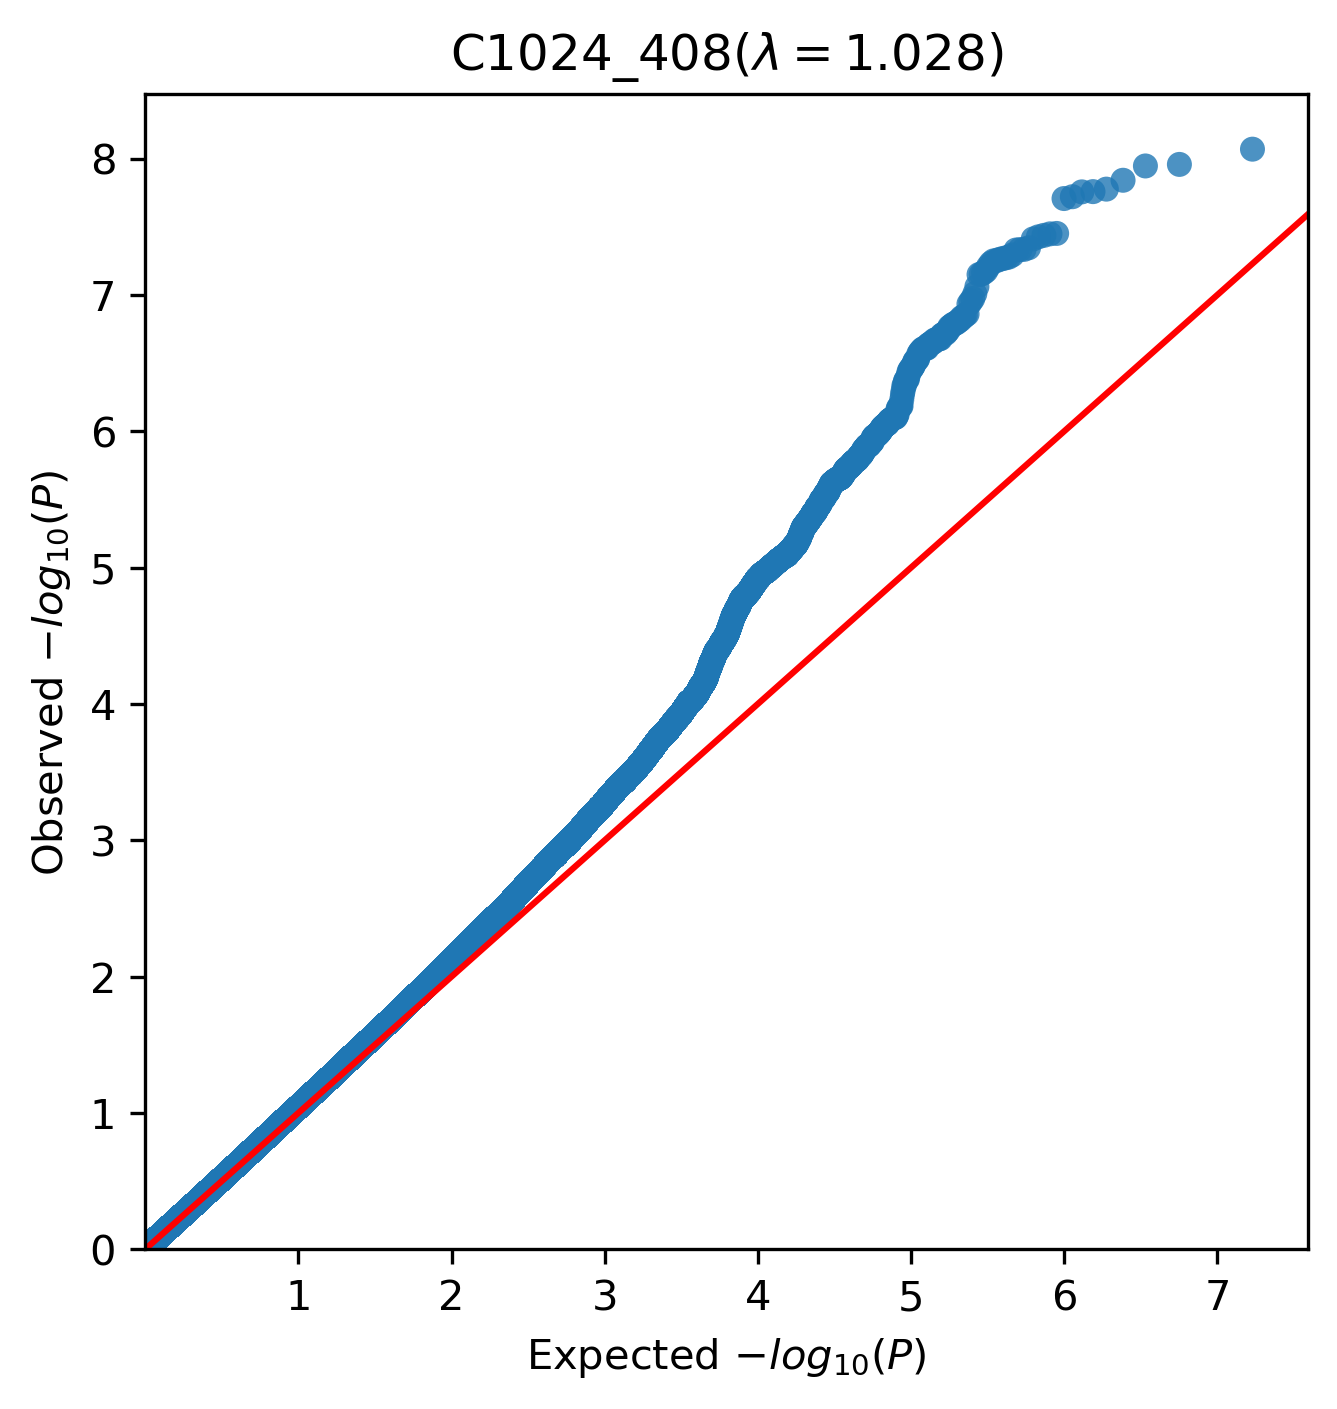 C1024_408(λ = 1.028)
8
7
6
5
4
3
2
1
0
Observed −log10(P)
1 2 3 4 5 6 7
Expected −log10(P)